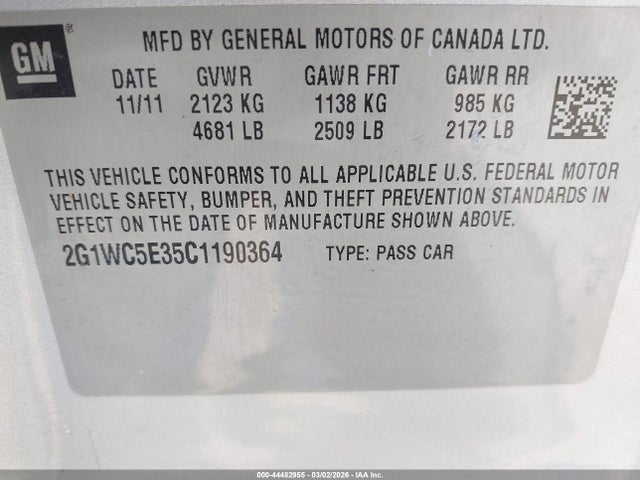 GM
MFD BY GENERAL MOTORS OF CANADA LTD.
DATE GVWR GAWR FRT GAWR RR
11/11 2123 KG 1138 KG 985 KG
4681 LB 2509 LB 2172 LB
THIS VEHICLE CONFORMS TO ALL APPLICABLE U.S. FEDERAL MOTOR
VEHICLE SAFETY, BUMPER, AND THEFT PREVENTION STANDARDS IN
EFFECT ON THE DATE OF MANUFACTURE SHOWN ABOVE.
2G1WC5E35C1190364 TYPE: PASS CAR
000-44482955 - 03/02/2026 - IAA Inc.